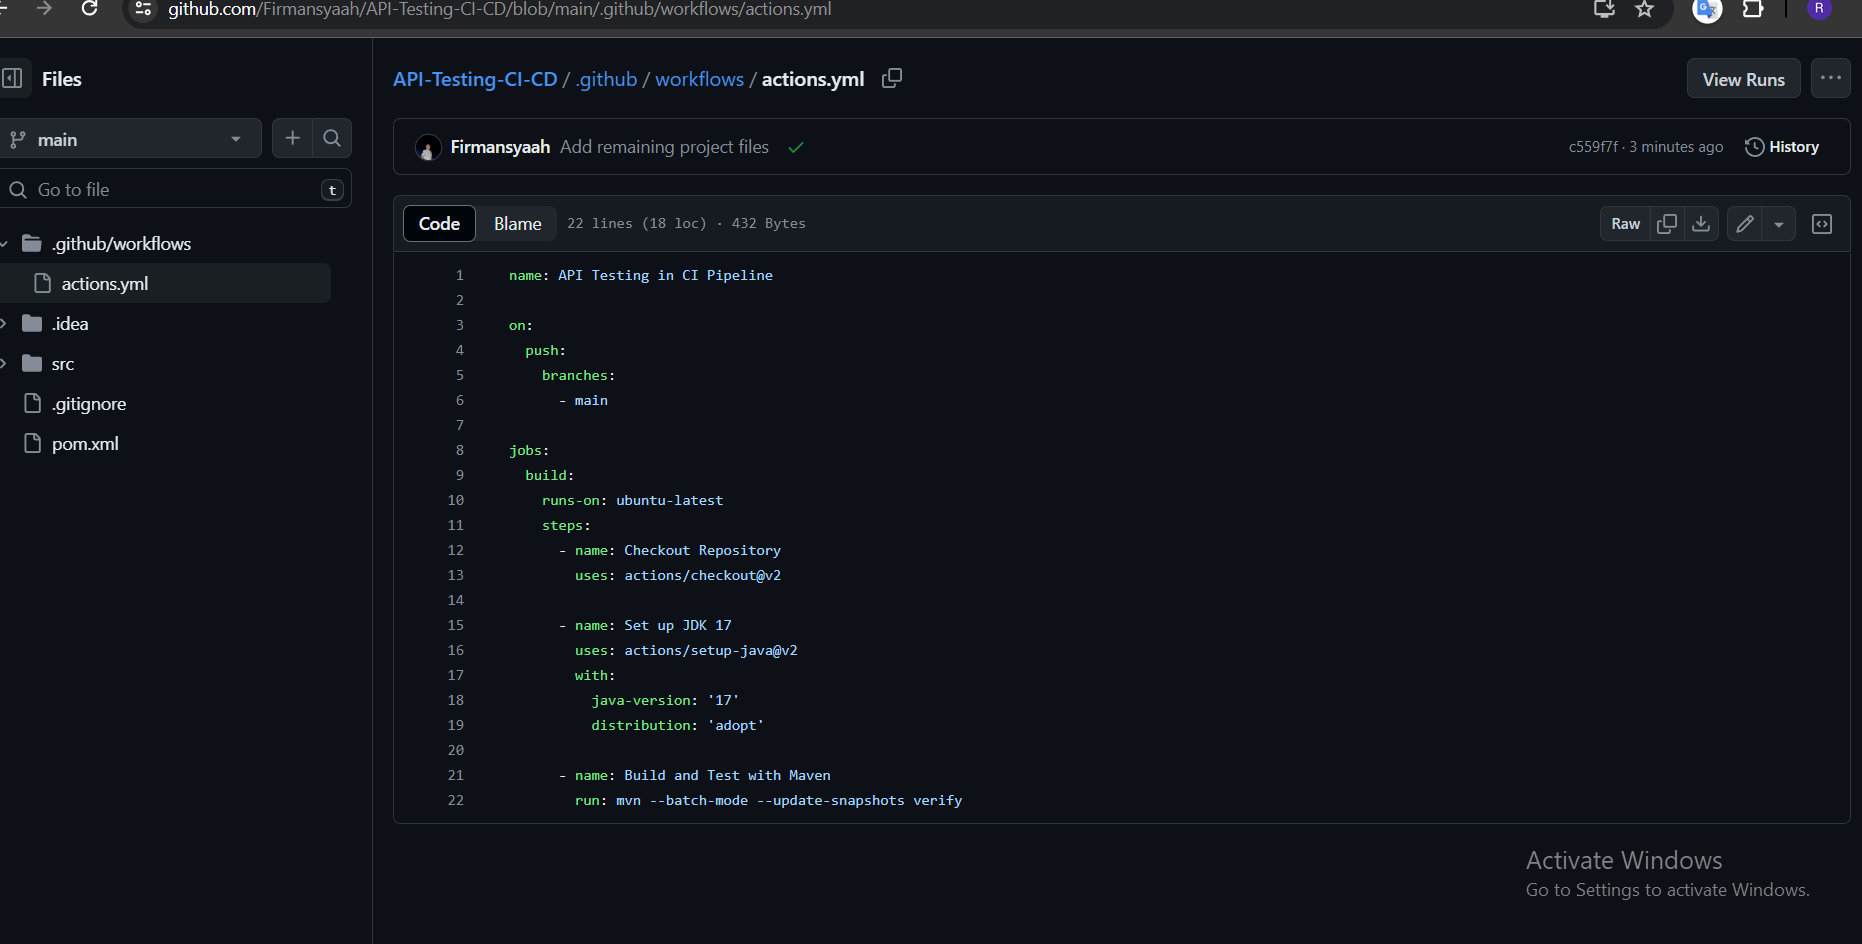 github.com/Firmansyaah/API-Testing-CI-CD/blob/main/.github/workflows/actions.yml
R
Files
API-Testing-CI-CD / .github / workflows / actions.yml
View Runs
main
Firmansyaah Add remaining project files
c559f7f · 3 minutes ago
History
Go to file
t
Code
Blame
22 lines (18 loc) · 432 Bytes
Raw
.github/workflows
actions.yml
.idea
src
.gitignore
pom.xml
1 name: API Testing in CI Pipeline
2
3 on:
4 push:
5 branches:
6 - main
7
8 jobs:
9 build:
10 runs-on: ubuntu-latest
11 steps:
12 - name: Checkout Repository
13 uses: actions/checkout@v2
14
15 - name: Set up JDK 17
16 uses: actions/setup-java@v2
17 with:
18 java-version: '17'
19 distribution: 'adopt'
20
21 - name: Build and Test with Maven
22 run: mvn --batch-mode --update-snapshots verify
Activate Windows
Go to Settings to activate Windows.